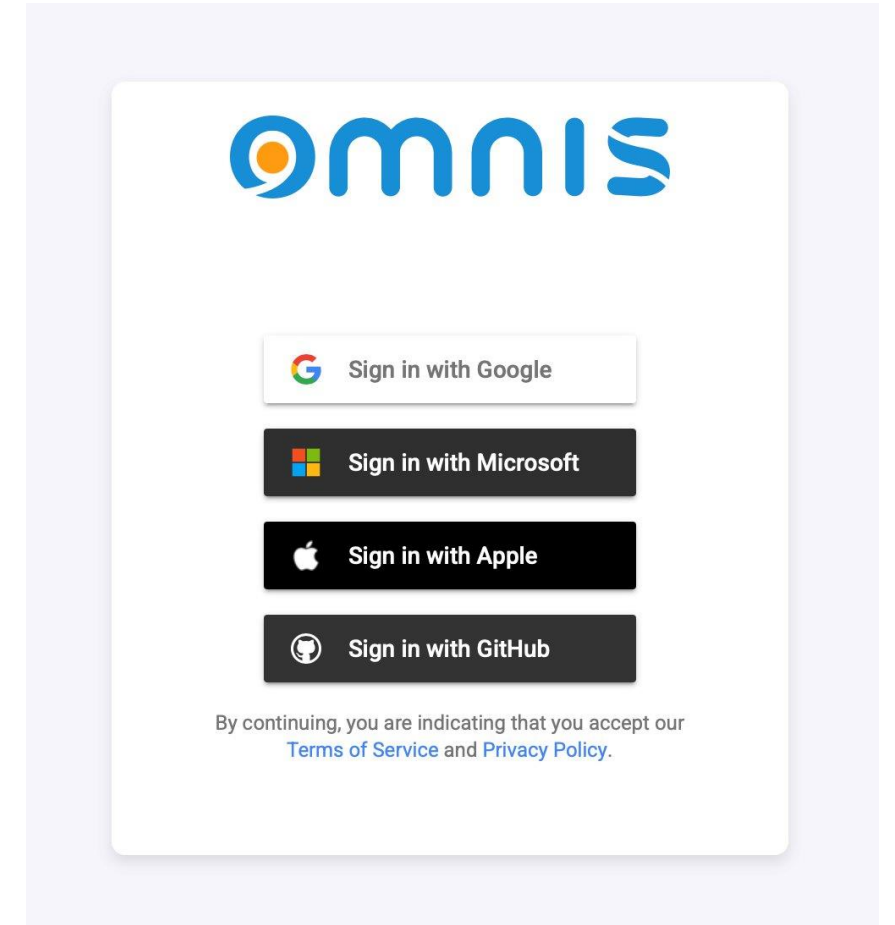 OMNIS
Sign in with Google
Sign in with Microsoft
Sign in with Apple
Sign in with GitHub
By continuing, you are indicating that you accept our
Terms of Service and Privacy Policy.